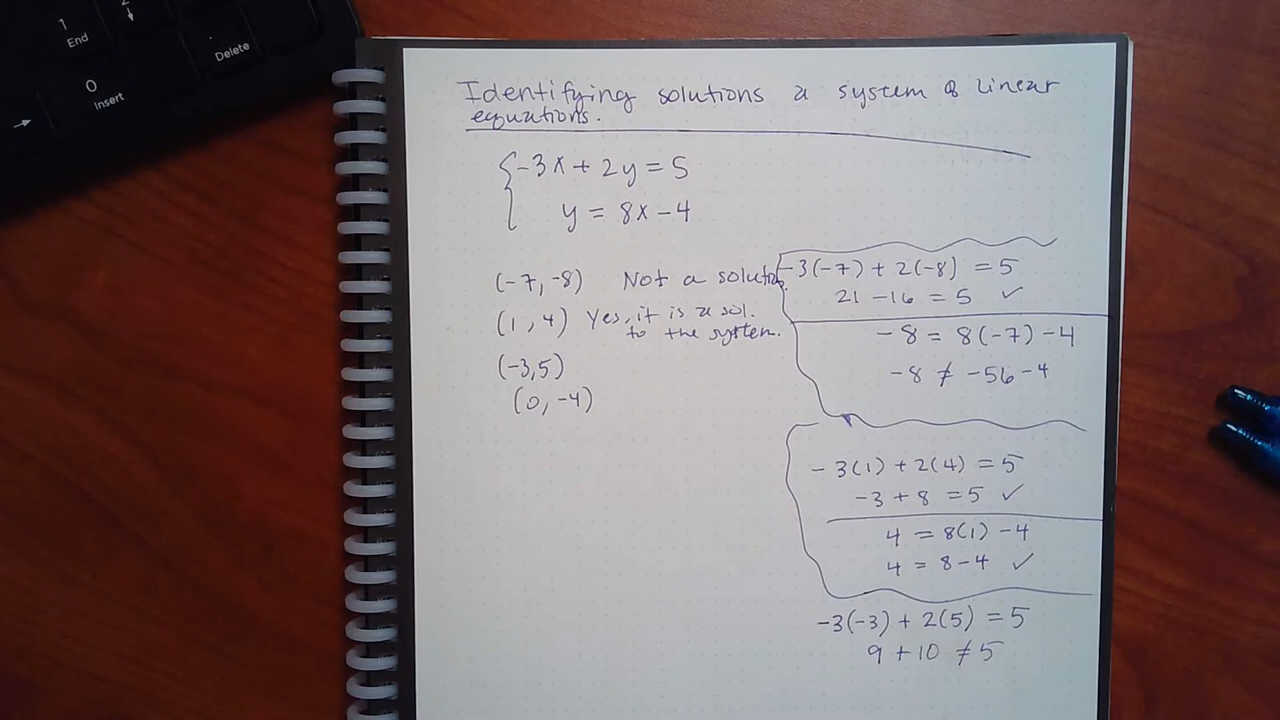 1
End
2
↓
Delete
0
Insert
→
Identifying solutions a system of linear
equations.
{ -3x + 2y = 5
y = 8x - 4
(-7, -8) Not a solution.
(1, 4) Yes, it is a sol.
to the system.
(-3,5)
(0, -4)
-3(-7) + 2(-8) = 5
21 - 16 = 5 ✓
-8 = 8(-7) - 4
-8 ≠ -56 - 4
-3(1) + 2(4) = 5
-3 + 8 = 5 ✓
4 = 8(1) - 4
4 = 8 - 4 ✓
-3(-3) + 2(5) = 5
9 + 10 ≠ 5